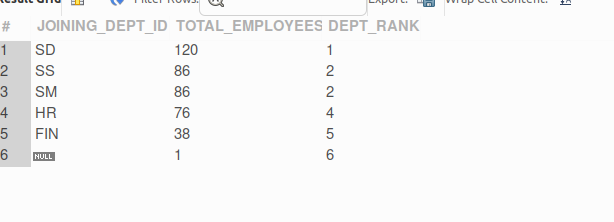 Result Grid Filter Rows: Export: Wrap Cell Content:
# JOINING_DEPT_ID TOTAL_EMPLOYEES DEPT_RANK
1 SD 120 1
2 SS 86 2
3 SM 86 2
4 HR 76 4
5 FIN 38 5
6 NULL 1 6